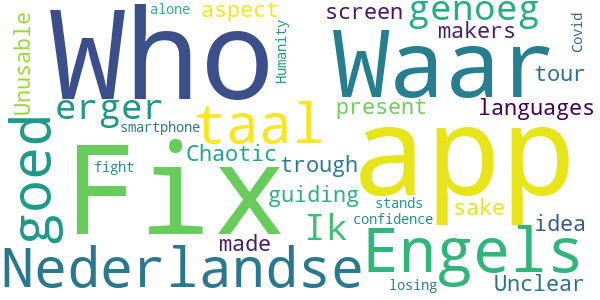 alone
aspect
screen
genoeg
Who
Waar
makers
Covid
Unusable
Humanity
tour
erger
taal
present
languages
smartphone
app
goed
Fix
Chaotic
trough
fight
guiding
stands
sake
Ik
confidence
idea
made
Nederlandse
Engels
Unclear
losing